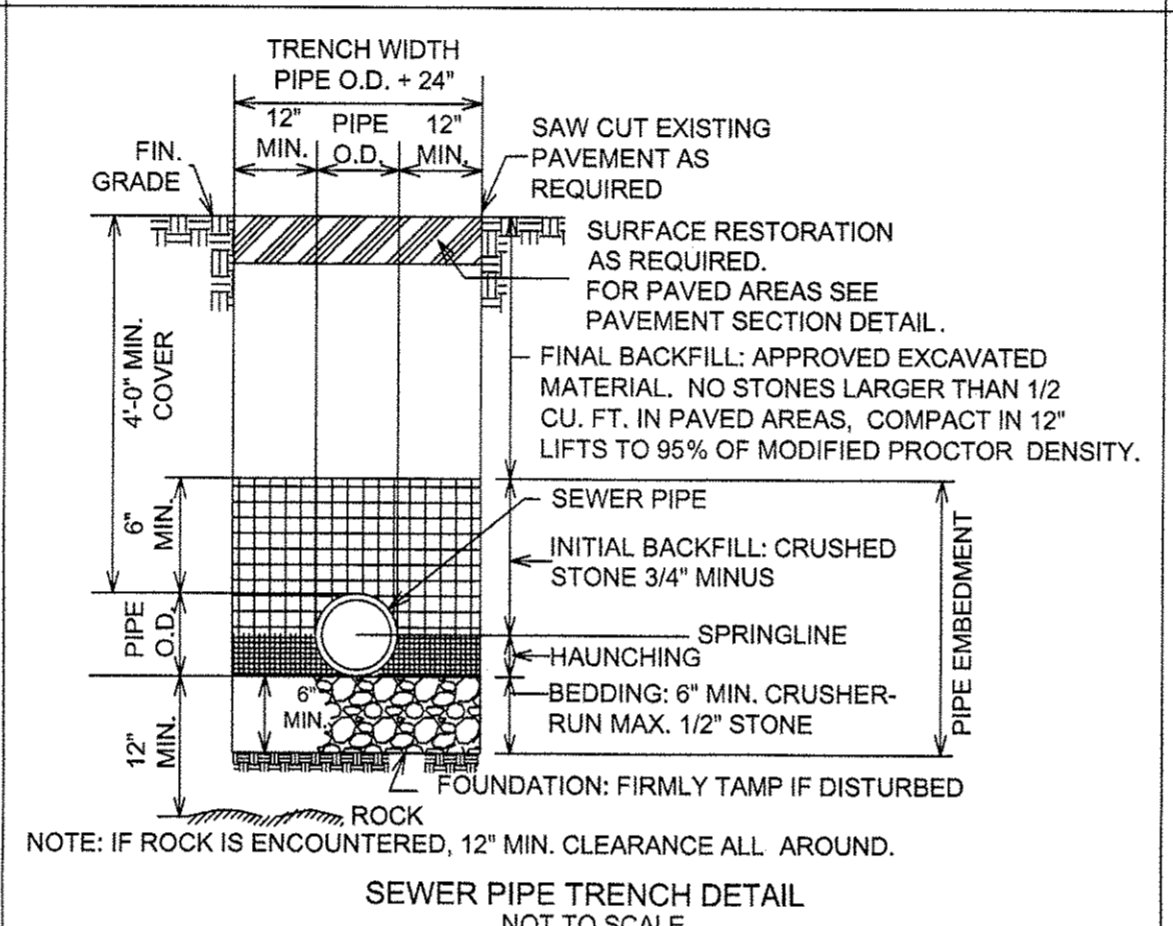 TRENCH WIDTH
PIPE O.D. + 24"
12"
MIN.
PIPE
O.D.
12"
MIN.
SAW CUT EXISTING
PAVEMENT AS
REQUIRED
FIN.
GRADE
SURFACE RESTORATION
AS REQUIRED.
FOR PAVED AREAS SEE
PAVEMENT SECTION DETAIL.
4'-0" MIN.
COVER
FINAL BACKFILL: APPROVED EXCAVATED
MATERIAL. NO STONES LARGER THAN 1/2
CU. FT. IN PAVED AREAS, COMPACT IN 12"
LIFTS TO 95% OF MODIFIED PROCTOR DENSITY.
6"
MIN.
SEWER PIPE
INITIAL BACKFILL: CRUSHED
STONE 3/4" MINUS
PIPE EMBEDMENT
PIPE
O.D.
SPRINGLINE
HAUNCHING
6"
MIN.
BEDDING: 6" MIN. CRUSHER-
RUN MAX. 1/2" STONE
12"
MIN.
FOUNDATION: FIRMLY TAMP IF DISTURBED
ROCK
NOTE: IF ROCK IS ENCOUNTERED, 12" MIN. CLEARANCE ALL AROUND.
SEWER PIPE TRENCH DETAIL
NOT TO SCALE